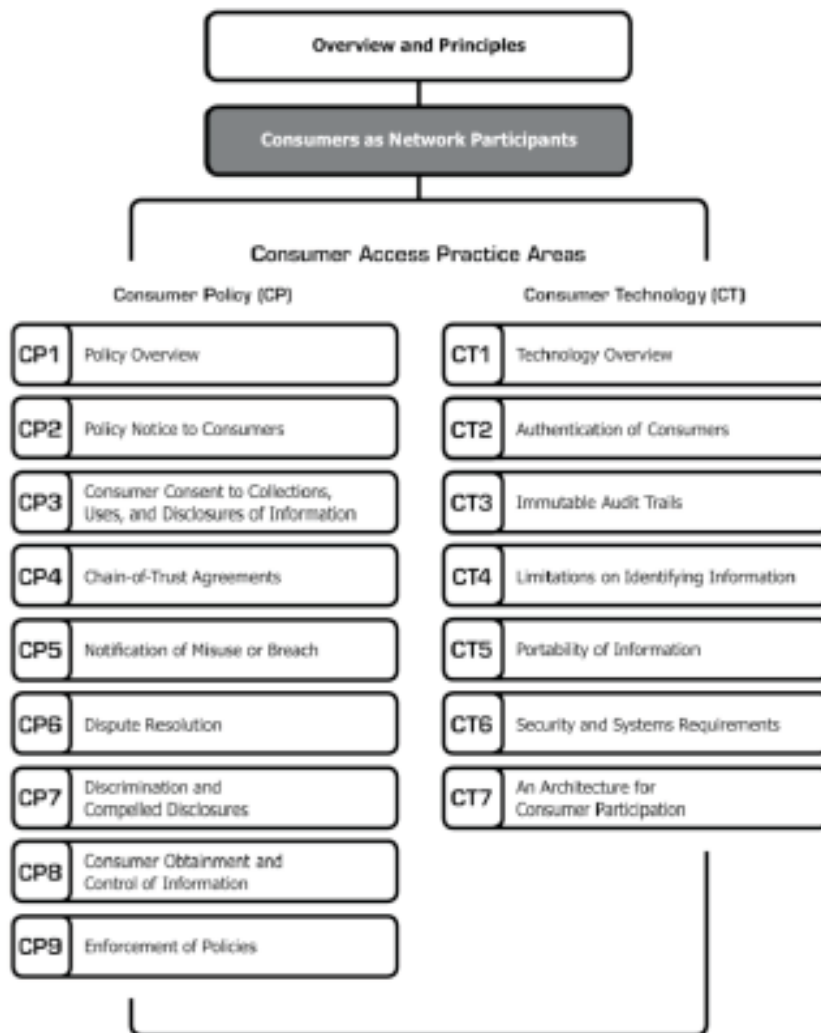 Overview and Principles
Consumers as Network Participants
Consumer Access Practice Areas
Consumer Policy (CP)
CP1 Policy Overview
CP2 Policy Notice to Consumers
CP3 Consumer Consent to Collections,
Uses, and Disclosures of Information
CP4 Chain-of-Trust Agreements
CP5 Notification of Misuse or Breach
CP6 Dispute Resolution
CP7 Discrimination and
Compelled Disclosures
CP8 Consumer Obtainment and
Control of Information
CP9 Enforcement of Policies
Consumer Technology (CT)
CT1 Technology Overview
CT2 Authentication of Consumers
CT3 Immutable Audit Trails
CT4 Limitations on Identifying Information
CT5 Portability of Information
CT6 Security and Systems Requirements
CT7 An Architecture for
Consumer Participation